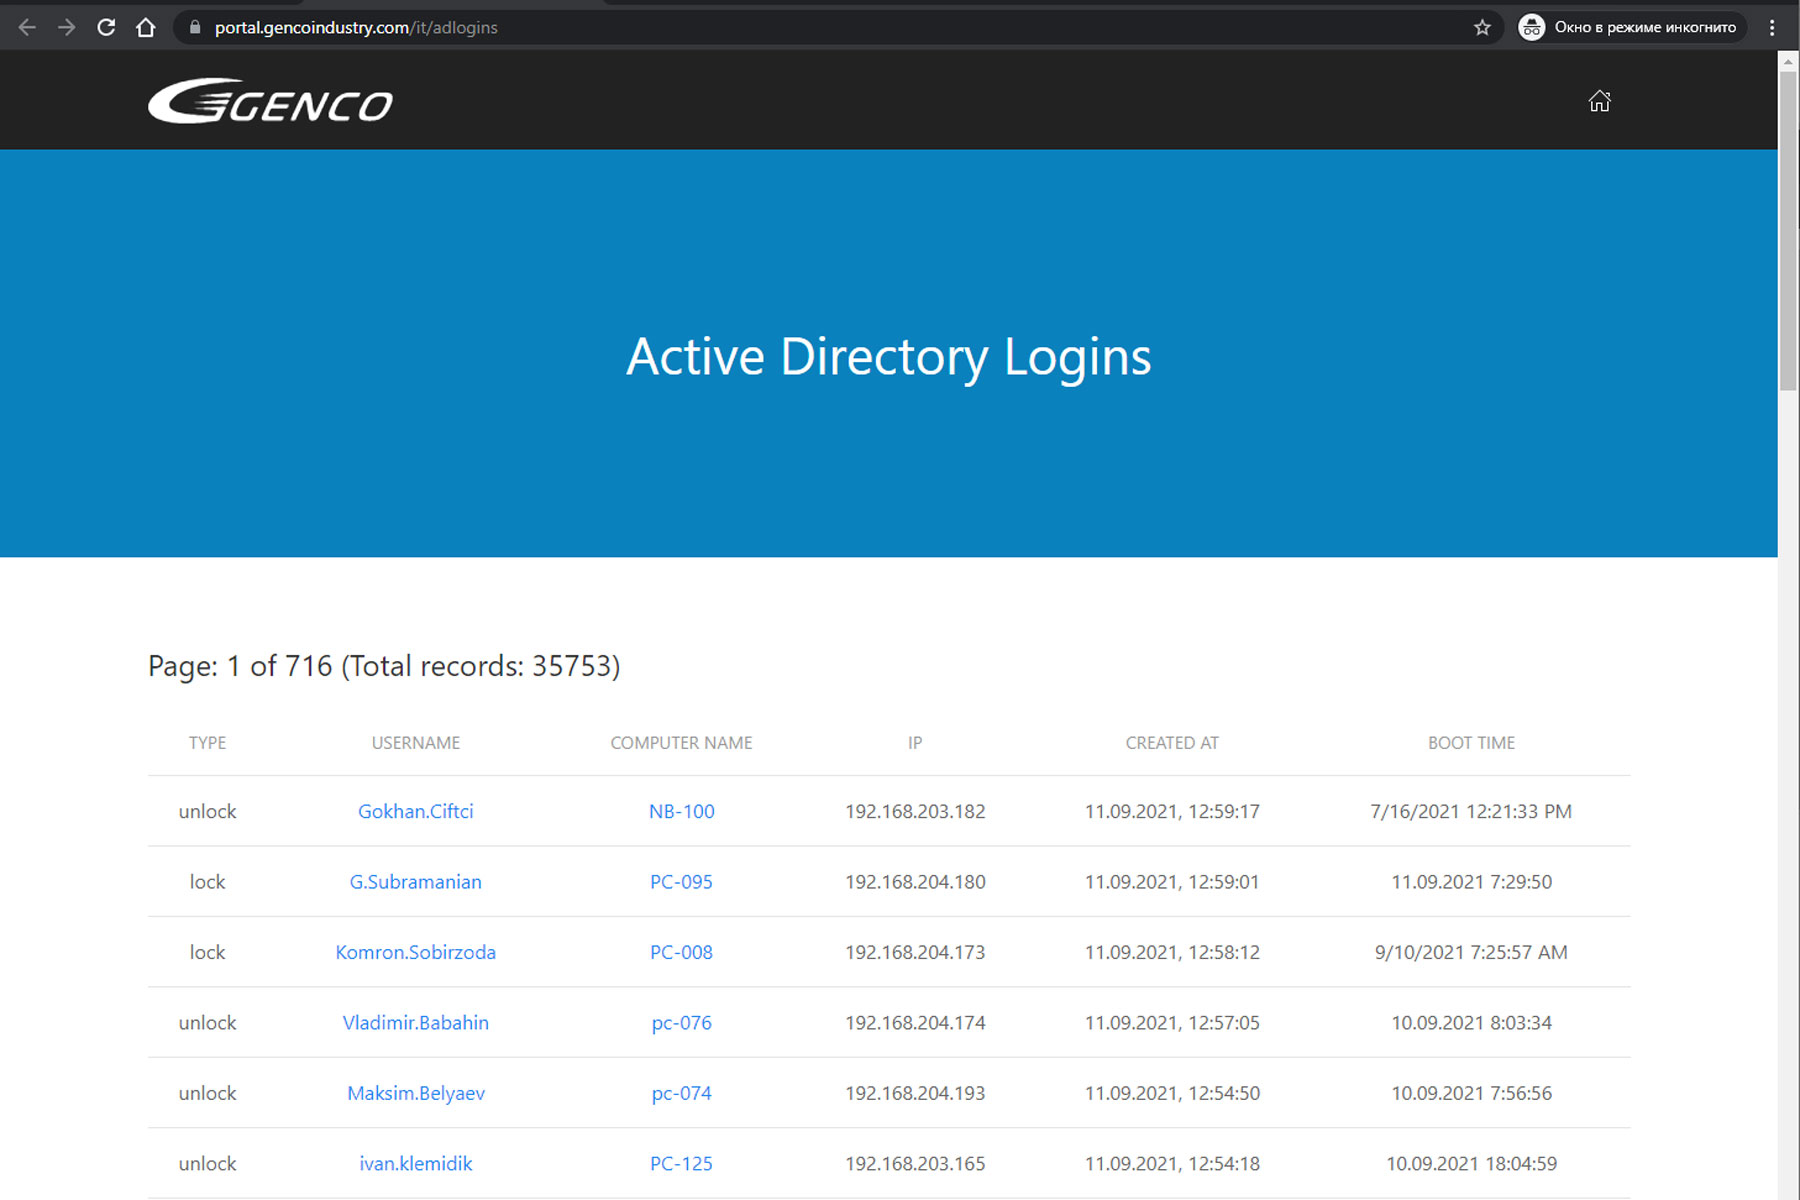 portal.gencoindustry.com/it/adlogins
Окно в режиме инкогнито
GENCO
Active Directory Logins
Page: 1 of 716 (Total records: 35753)
TYPE USERNAME COMPUTER NAME IP CREATED AT BOOT TIME
unlock Gokhan.Ciftci NB-100 192.168.203.182 11.09.2021, 12:59:17 7/16/2021 12:21:33 PM
lock G.Subramanian PC-095 192.168.204.180 11.09.2021, 12:59:01 11.09.2021 7:29:50
lock Komron.Sobirzoda PC-008 192.168.204.173 11.09.2021, 12:58:12 9/10/2021 7:25:57 AM
unlock Vladimir.Babahin pc-076 192.168.204.174 11.09.2021, 12:57:05 10.09.2021 8:03:34
unlock Maksim.Belyaev pc-074 192.168.204.193 11.09.2021, 12:54:50 10.09.2021 7:56:56
unlock ivan.klemidik PC-125 192.168.203.165 11.09.2021, 12:54:18 10.09.2021 18:04:59